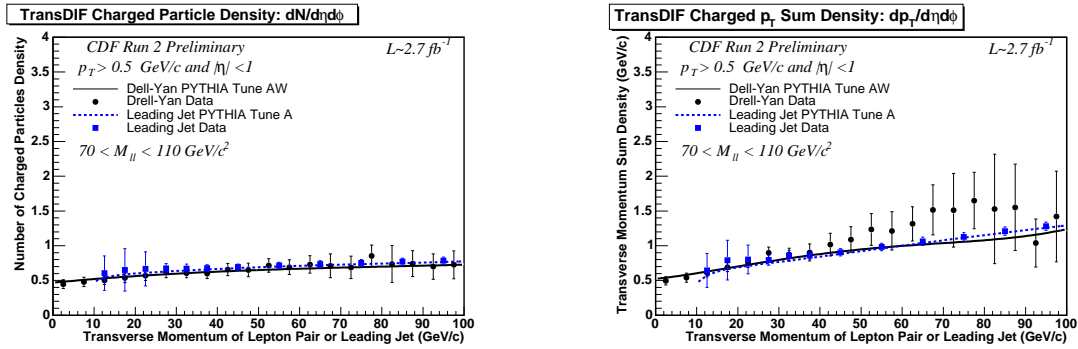 TransDIF Charged Particle Density: dN/dηdϕ
Number of Charged Particles Density
4
3.5
3
2.5
2
1.5
1
0.5
0
CDF Run 2 Preliminary
L~2.7 fb⁻¹
p_T > 0.5 GeV/c and |η| <1
Dell-Yan PYTHIA Tune AW
Drell-Yan Data
Leading Jet PYTHIA Tune A
Leading Jet Data
70 < M_ll < 110 GeV/c²
0 10 20 30 40 50 60 70 80 90 100
Transverse Momentum of Lepton Pair or Leading Jet (GeV/c)
TransDIF Charged p_T Sum Density: dp_T/dηdϕ
Transverse Momentum Sum Density (GeV/c)
4
3.5
3
2.5
2
1.5
1
0.5
0
CDF Run 2 Preliminary
L~2.7 fb⁻¹
p_T > 0.5 GeV/c and |η| <1
Dell-Yan PYTHIA Tune AW
Drell-Yan Data
Leading Jet PYTHIA Tune A
Leading Jet Data
70 < M_ll < 110 GeV/c²
0 10 20 30 40 50 60 70 80 90 100
Transverse Momentum of Lepton Pair or Leading Jet (GeV/c)